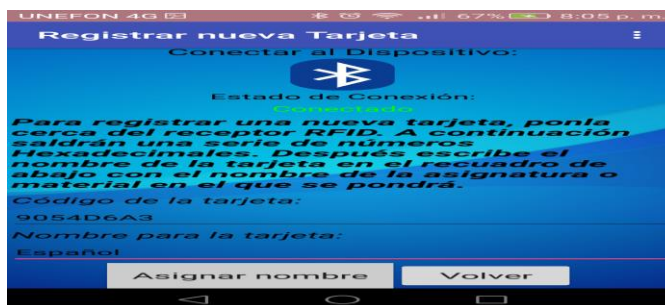 UNEFON 4G 67% 8:05 p. m.
Registrar nueva Tarjeta
Conectar al Dispositivo:
Estado de Conexión:
Conectado
Para registrar una nueva tarjeta, ponla
cerca del receptor RFID. A continuación
saldrán una serie de números
Hexadecimales. Después escribe el
nombre de la tarjeta en el recuadro de
abajo con el nombre de la asignatura o
material en el que se pondrá.
Código de la tarjeta:
9054D6A3
Nombre para la tarjeta:
Español
Asignar nombre Volver